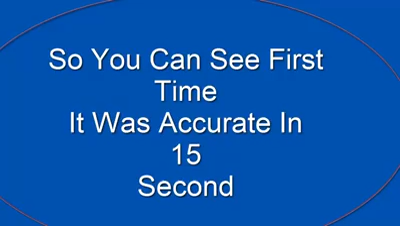 So You Can See First
Time
It Was Accurate In
15
Second